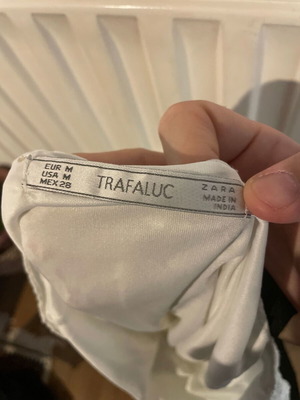 EUR M
USA M
MEX 28
TRAFALUC
ZARA
MADE IN
INDIA